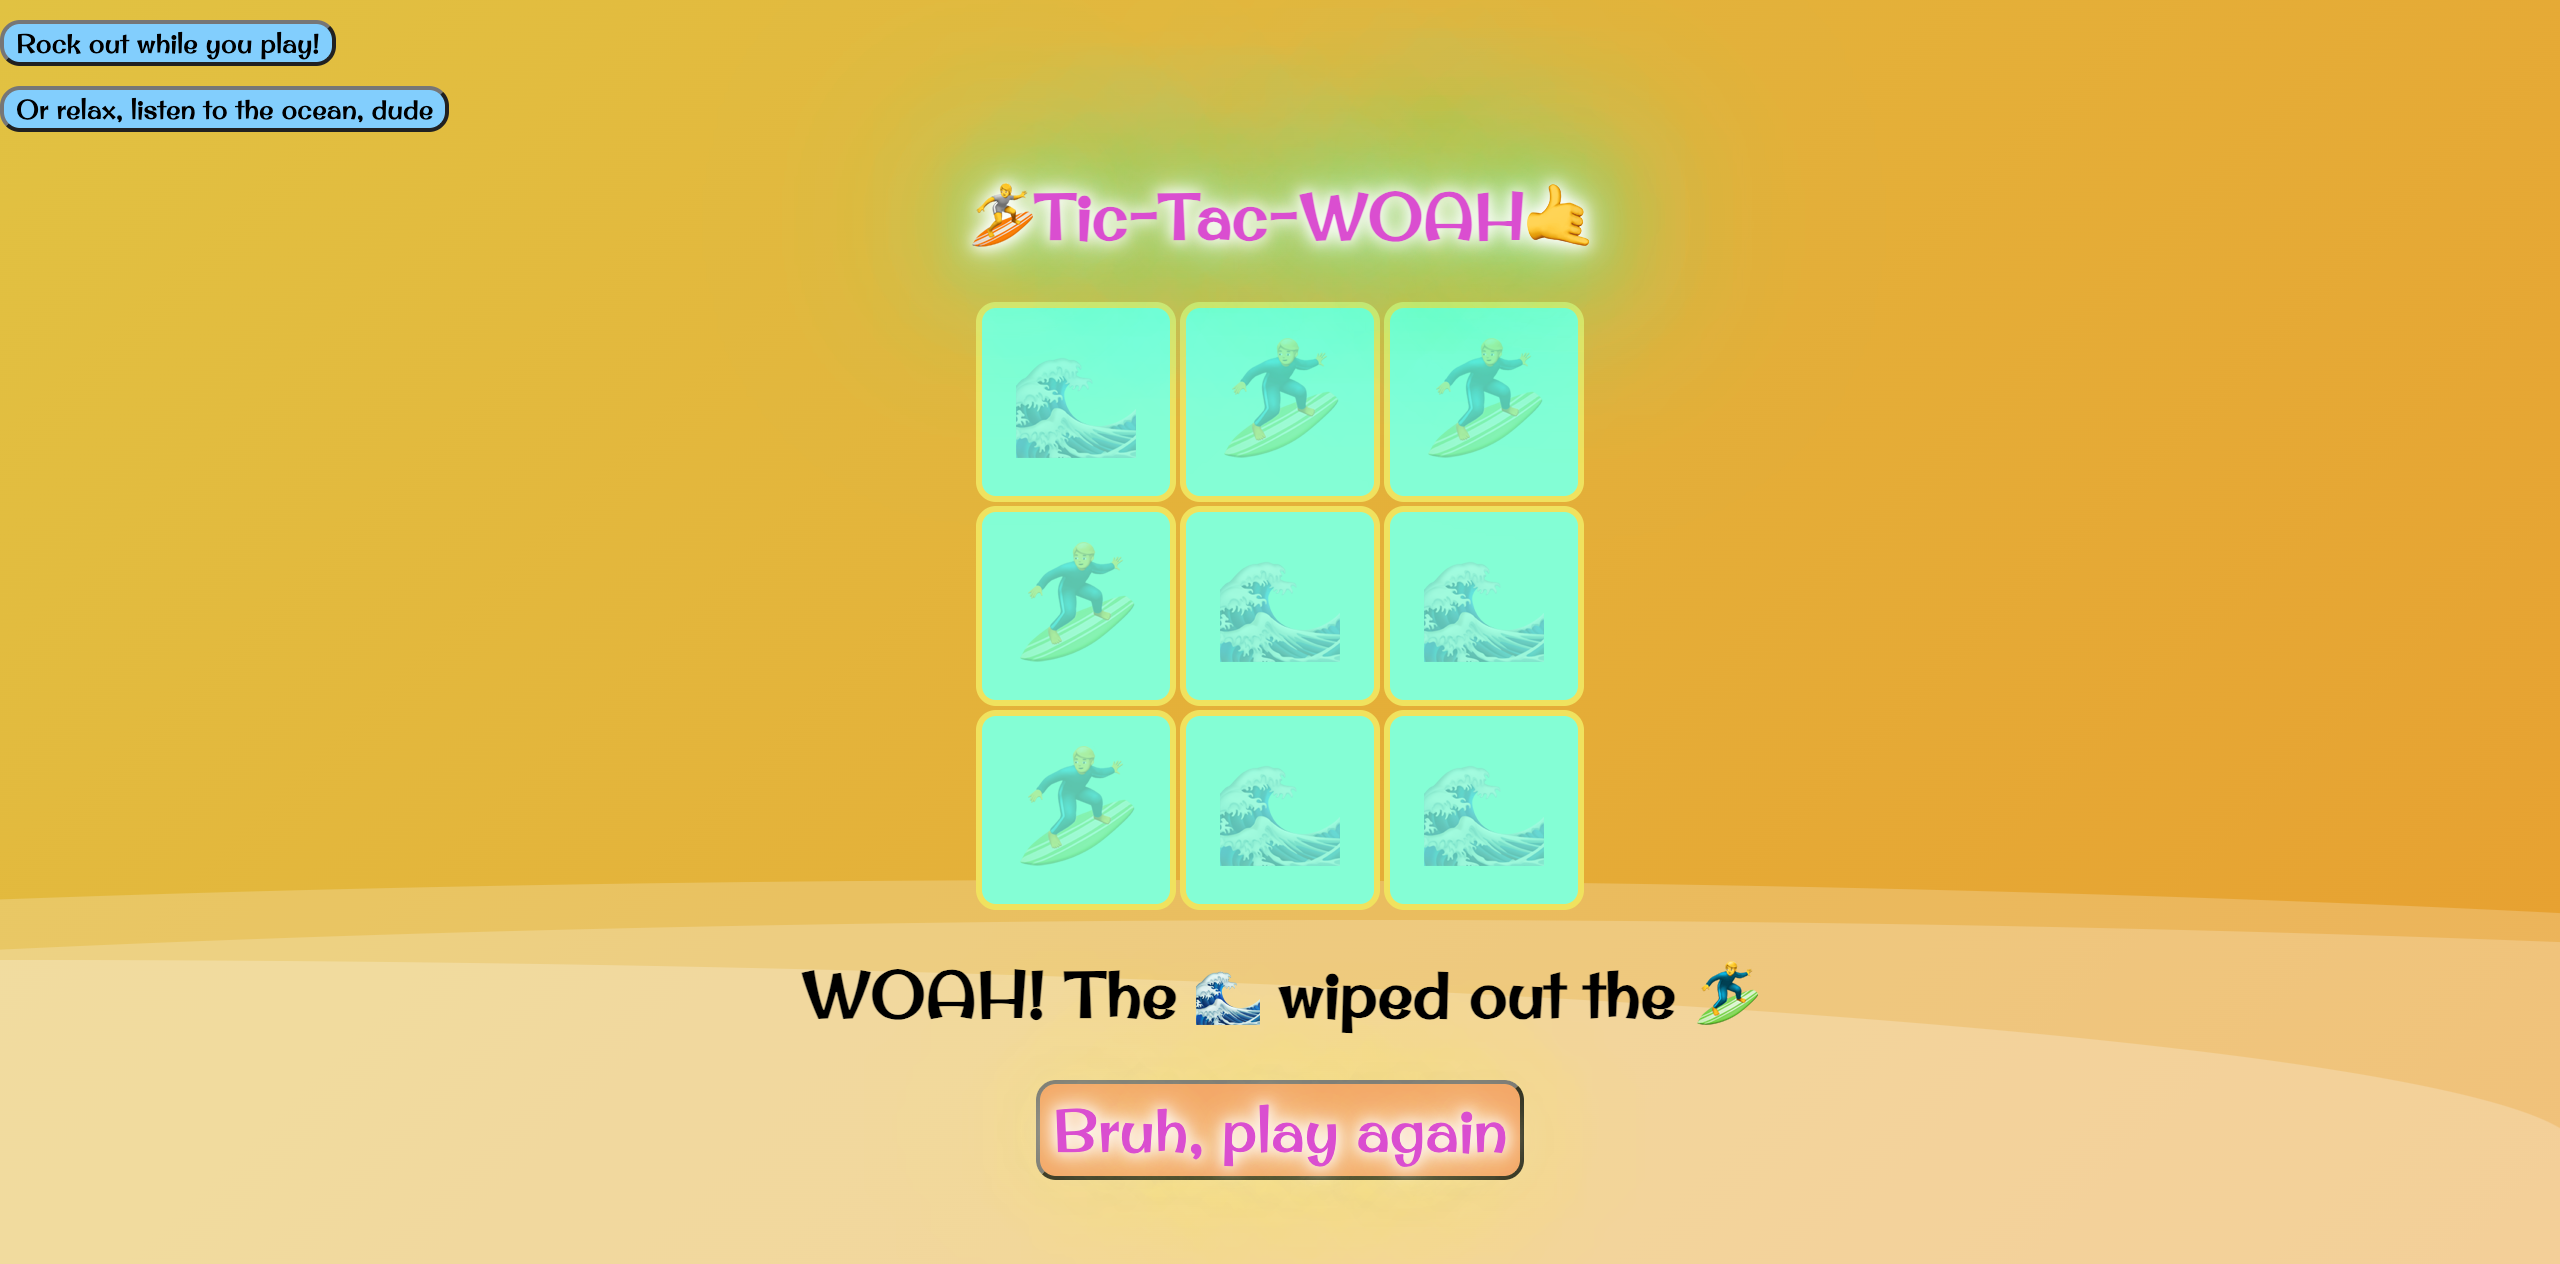 Rock out while you play!
Or relax, listen to the ocean, dude
🏄Tic-Tac-WOAH🤙
WOAH! The 🌊 wiped out the 🏄🏼‍♂️
Bruh, play again